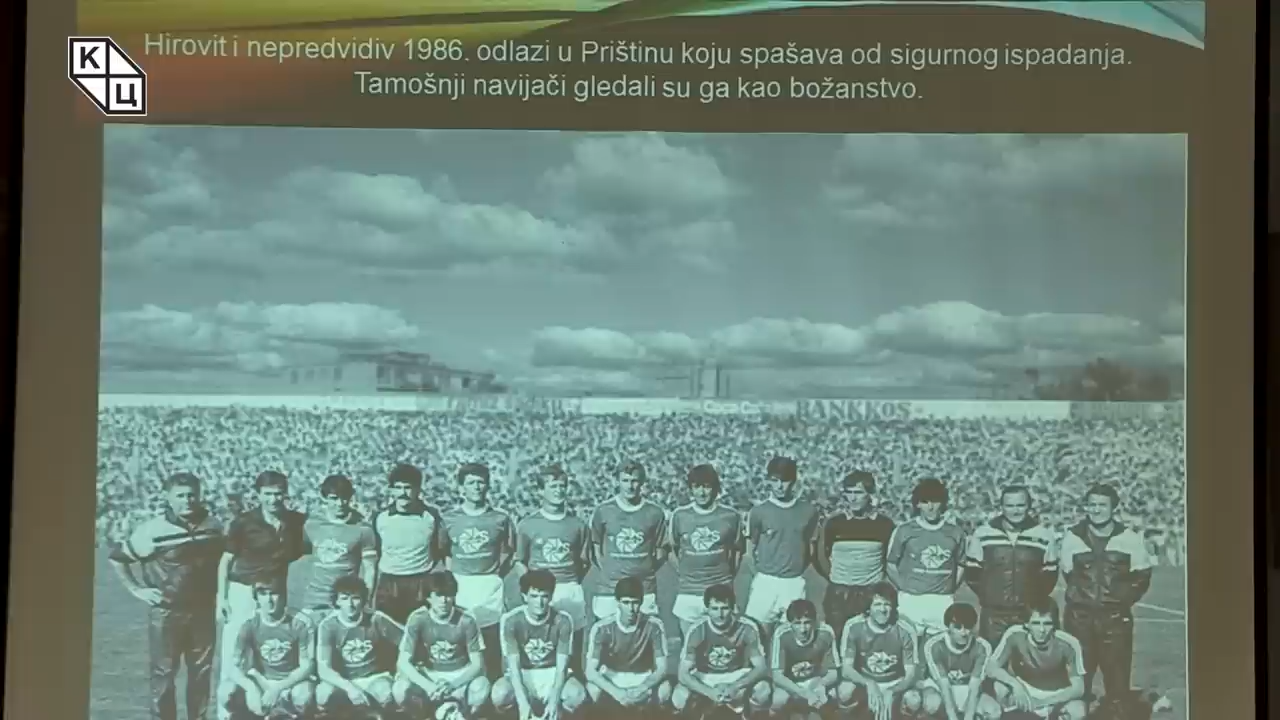 К
Ц
Hirovit i nepredvidiv 1986. odlazi u Prištinu koju spašava od sigurnog ispadanja.
Tamošnji navijači gledali su ga kao božanstvo.
BANKKOS